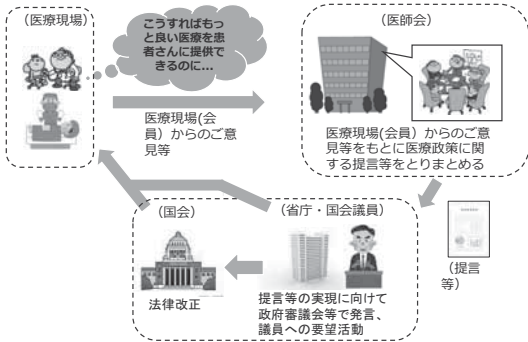 （医療現場）
こうすればもっ
と良い医療を患
者さんに提供で
きるのに…
（医師会）
医療現場(会
員）からのご意
見等
医療現場(会員）からのご意
見等をもとに医療政策に関
する提言等をとりまとめる
（国会）
（省庁・国会議員）
（提言
等）
法律改正
提言等の実現に向けて
政府審議会等で発言、
議員への要望活動